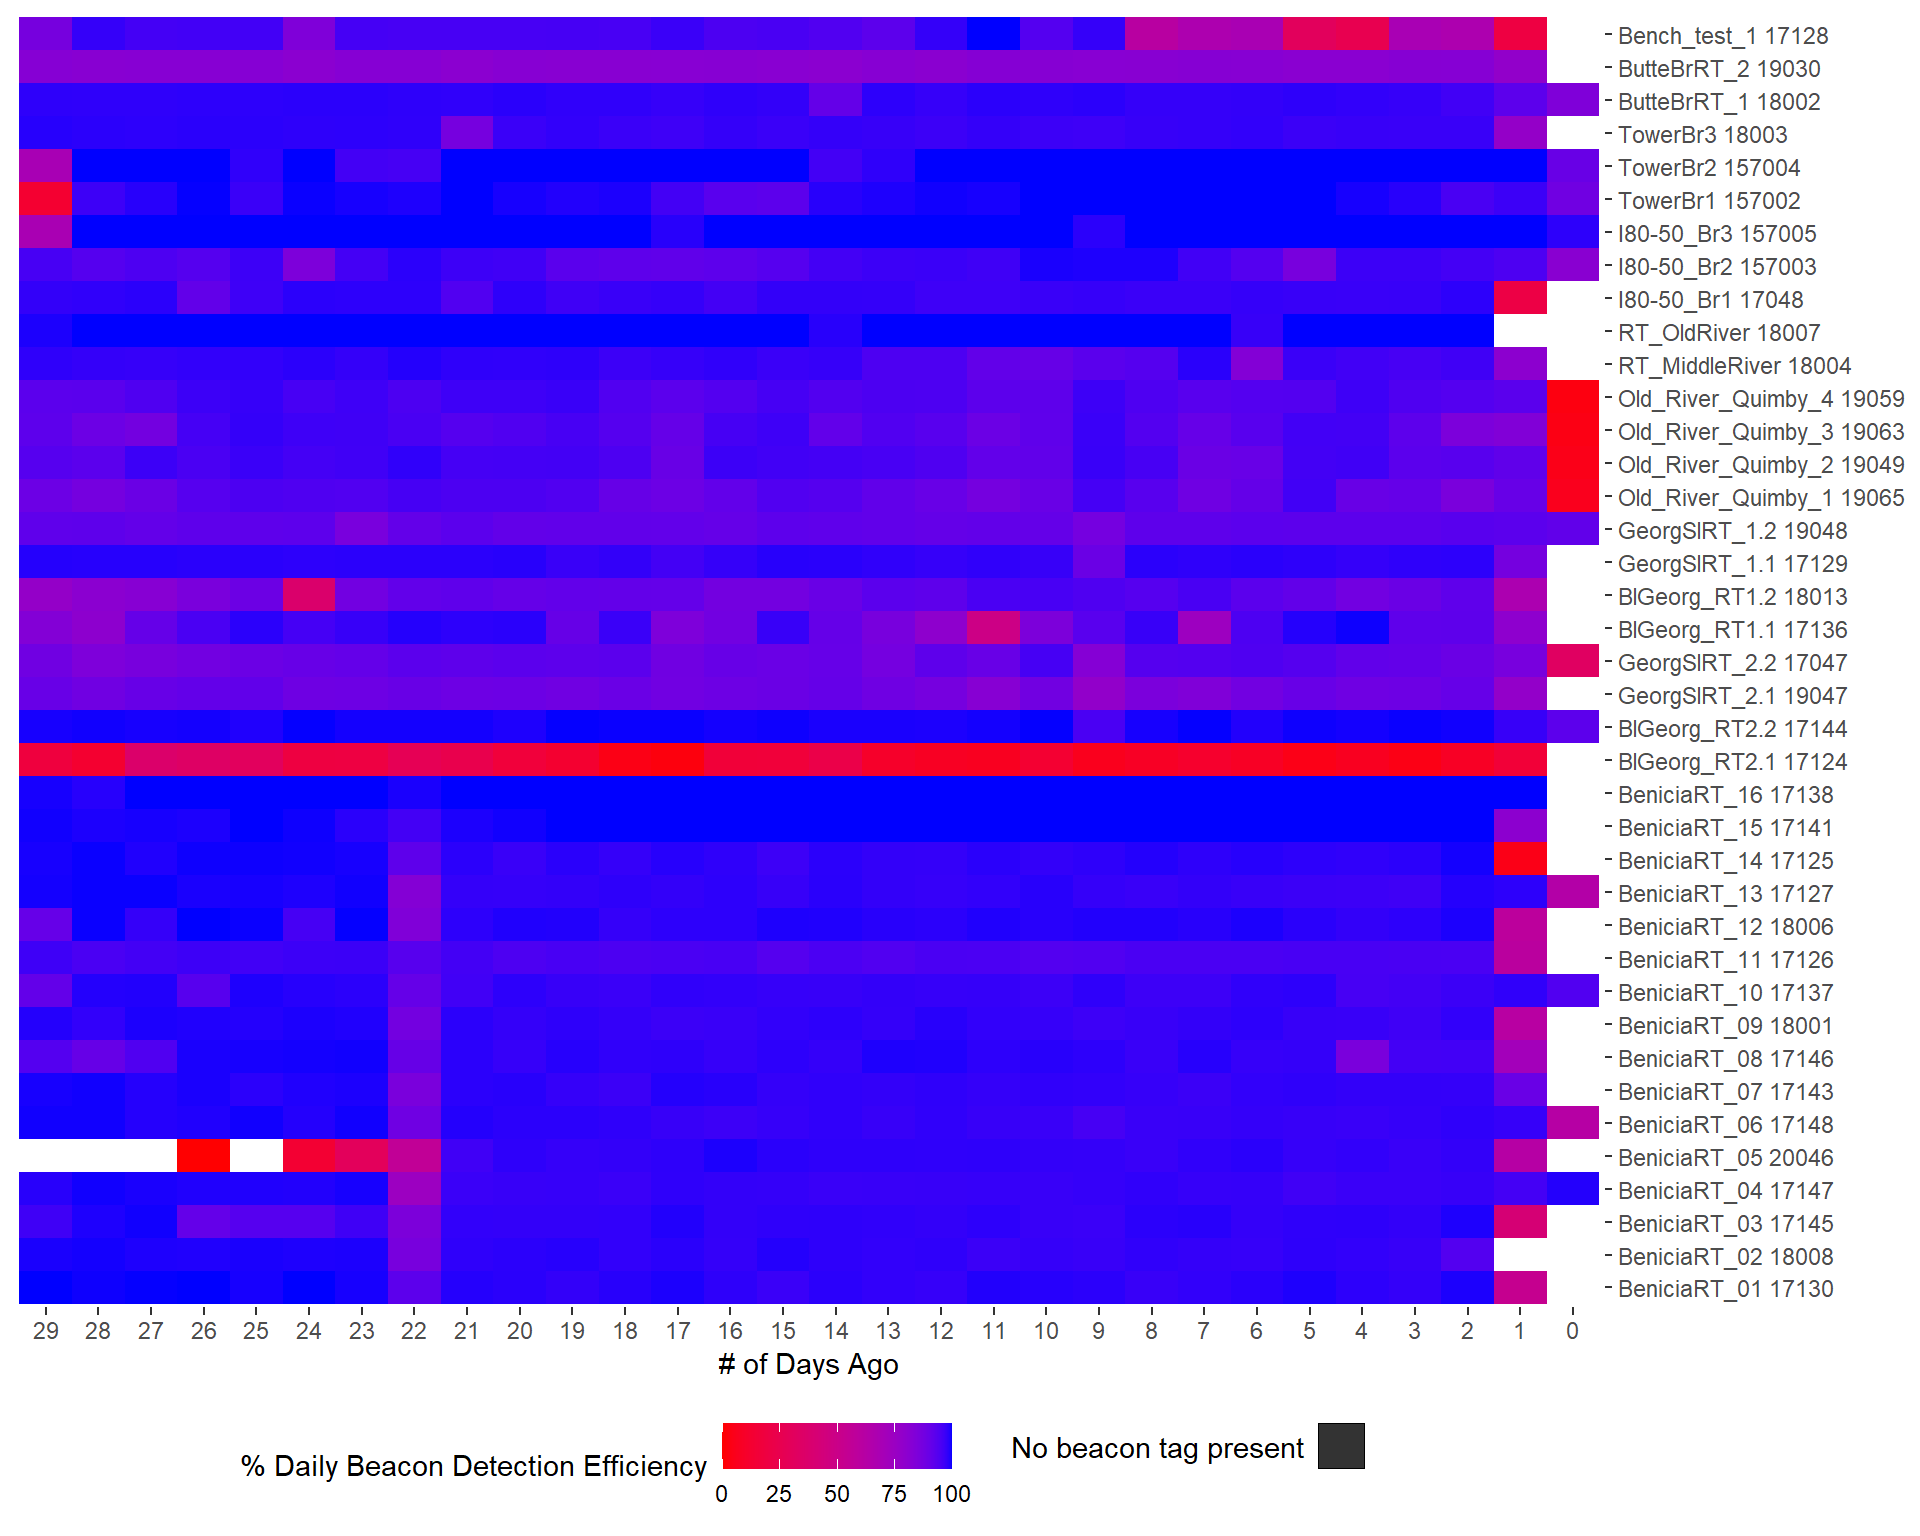 Bench_test_1 17128
ButteBrRT_2 19030
ButteBrRT_1 18002
TowerBr3 18003
TowerBr2 157004
TowerBr1 157002
I80-50_Br3 157005
I80-50_Br2 157003
I80-50_Br1 17048
RT_OldRiver 18007
RT_MiddleRiver 18004
Old_River_Quimby_4 19059
Old_River_Quimby_3 19063
Old_River_Quimby_2 19049
Old_River_Quimby_1 19065
GeorgSlRT_1.2 19048
GeorgSlRT_1.1 17129
BlGeorg_RT1.2 18013
BlGeorg_RT1.1 17136
GeorgSlRT_2.2 17047
GeorgSlRT_2.1 19047
BlGeorg_RT2.2 17144
BlGeorg_RT2.1 17124
BeniciaRT_16 17138
BeniciaRT_15 17141
BeniciaRT_14 17125
BeniciaRT_13 17127
BeniciaRT_12 18006
BeniciaRT_11 17126
BeniciaRT_10 17137
BeniciaRT_09 18001
BeniciaRT_08 17146
BeniciaRT_07 17143
BeniciaRT_06 17148
BeniciaRT_05 20046
BeniciaRT_04 17147
BeniciaRT_03 17145
BeniciaRT_02 18008
BeniciaRT_01 17130
29 28 27 26 25 24 23 22 21 20 19 18 17 16 15 14 13 12 11 10 9 8 7 6 5 4 3 2 1 0
# of Days Ago
% Daily Beacon Detection Efficiency
0 25 50 75 100
No beacon tag present